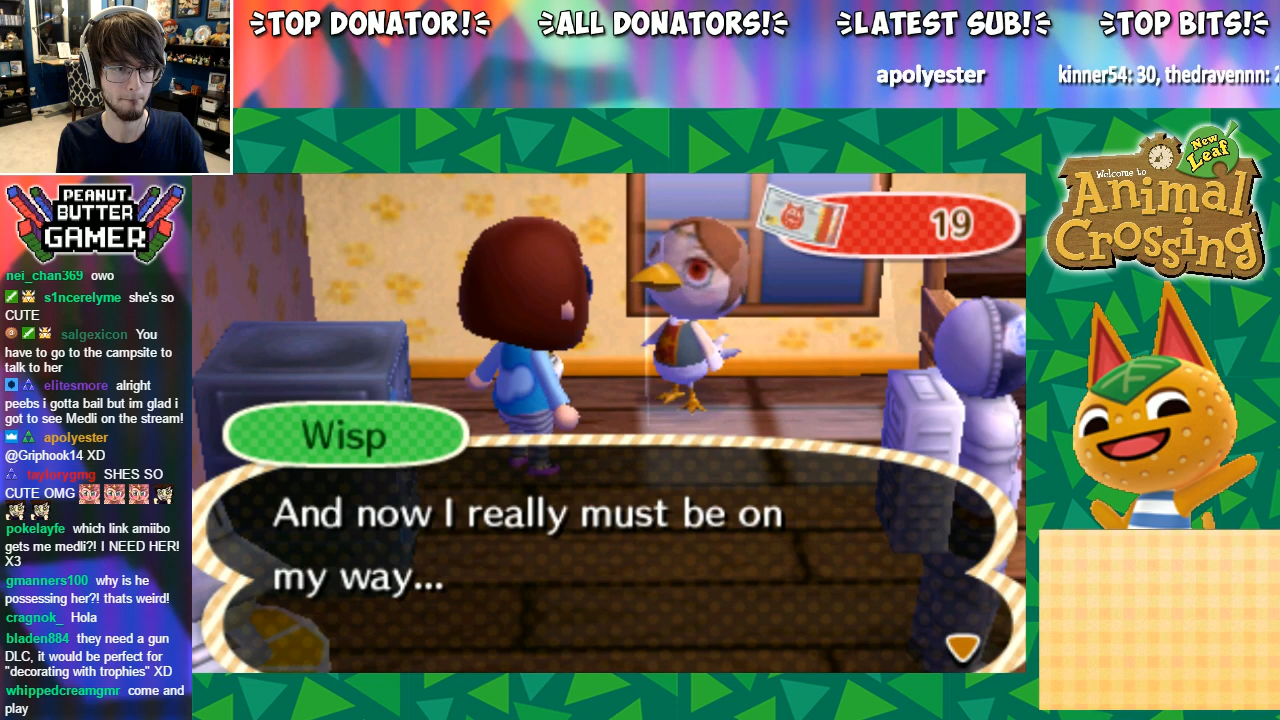 TOP DONATOR!
ALL DONATORS!
LATEST SUB!
TOP BITS!
apolyester
kinner54: 30, thedravennn: 2
PEANUT
BUTTER
GAMER
nei_chan369 owo
s1ncerelyme she's so
CUTE
salgexicon You
have to go to the campsite to
talk to her
elitesmore alright
peebs i gotta bail but im glad i
got to see Medli on the stream!
apolyester
@Griphook14 XD
taylorygmg SHES SO
CUTE OMG
pokelayfe which link amiibo
gets me medli?! I NEED HER!
X3
gmanners100 why is he
possessing her?! thats weird!
cragnok_ Hola
bladen884 they need a gun
DLC, it would be perfect for
"decorating with trophies" XD
whippedcreamgmr come and
play
19
Wisp
And now I really must be on
my way...
Welcome to
New
Leaf
Animal
Crossing